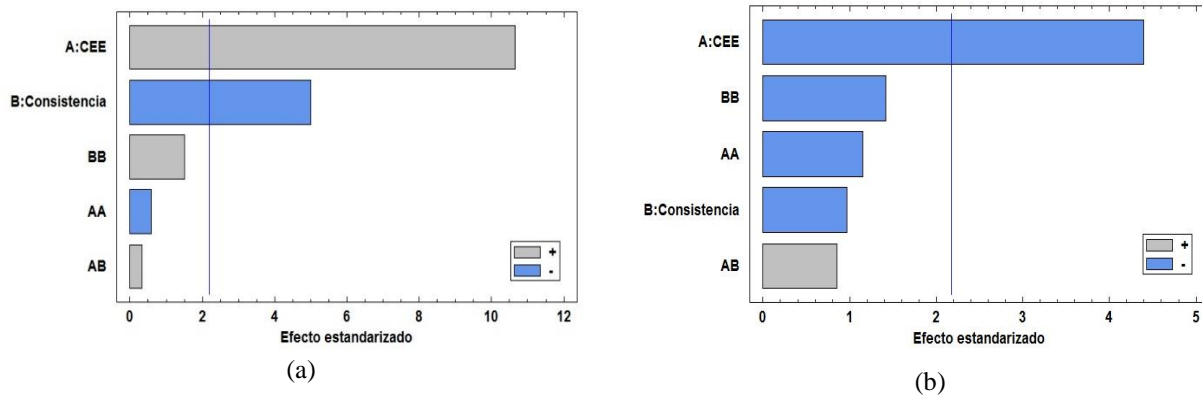 A:CEE
B:Consistencia
BB
AA
AB
+
-
0 2 4 6 8 10 12
Efecto estandarizado
(a)
A:CEE
BB
AA
B:Consistencia
AB
+
-
0 1 2 3 4 5
Efecto estandarizado
(b)